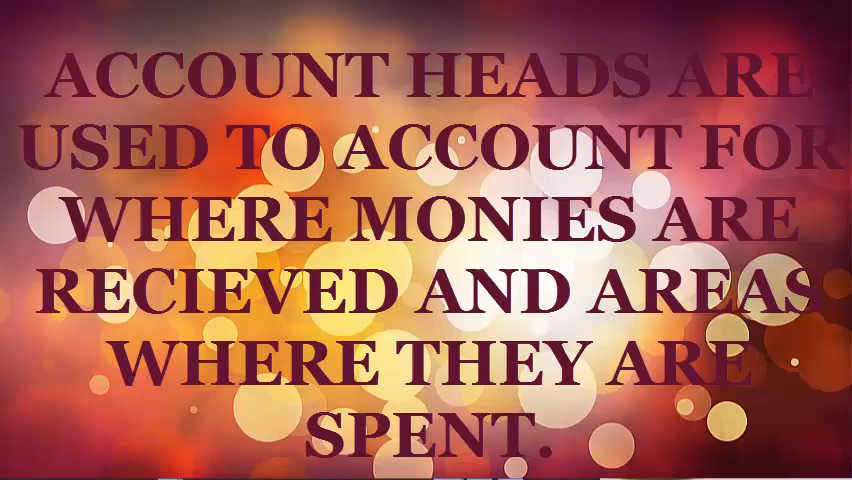 ACCOUNT HEADS ARE
USED TO ACCOUNT FOR
WHERE MONIES ARE
RECIEVED AND AREAS
WHERE THEY ARE
SPENT.